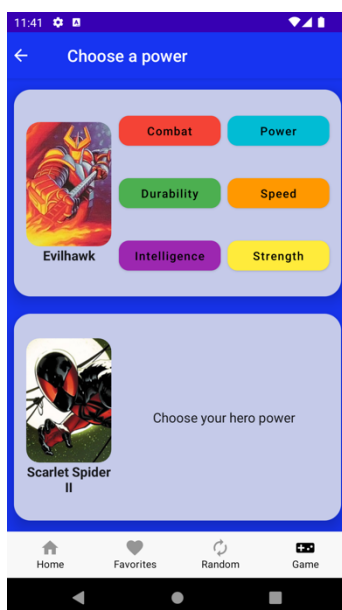 11:41
Choose a power
Combat
Power
Durability
Speed
Intelligence
Strength
Evilhawk
Choose your hero power
Scarlet Spider
II
Home
Favorites
Random
Game